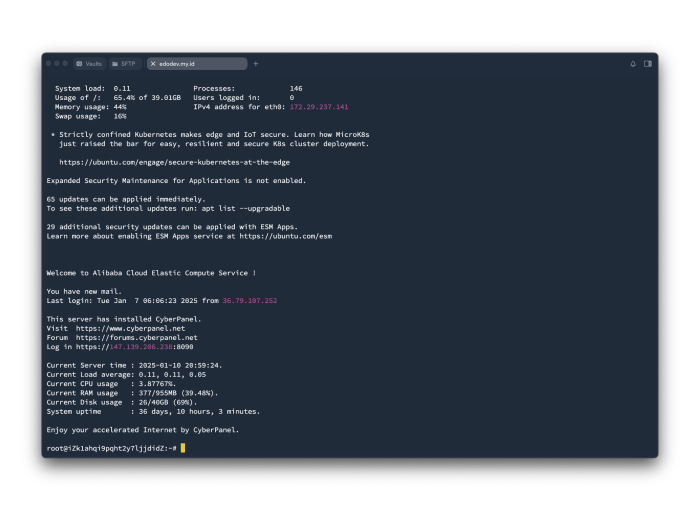 Vaults SFTP edodev.my.id
System load: 0.11 Processes: 146
Usage of /: 65.4% of 39.01GB Users logged in: 0
Memory usage: 44% IPv4 address for eth0: 172.29.237.141
Swap usage: 16%
* Strictly confined Kubernetes makes edge and IoT secure. Learn how MicroK8s
just raised the bar for easy, resilient and secure K8s cluster deployment.
https://ubuntu.com/engage/secure-kubernetes-at-the-edge
Expanded Security Maintenance for Applications is not enabled.
65 updates can be applied immediately.
To see these additional updates run: apt list --upgradable
29 additional security updates can be applied with ESM Apps.
Learn more about enabling ESM Apps service at https://ubuntu.com/esm
Welcome to Alibaba Cloud Elastic Compute Service !
You have new mail.
Last login: Tue Jan 7 06:06:23 2025 from 36.79.107.252
This server has installed CyberPanel.
Visit https://www.cyberpanel.net
Forum https://forums.cyberpanel.net
Log in https://147.139.206.238:8090
Current Server time : 2025-01-10 20:59:24.
Current Load average: 0.11, 0.11, 0.05
Current CPU usage : 3.87767%.
Current RAM usage : 377/955MB (39.48%).
Current Disk usage : 26/40GB (69%).
System uptime : 36 days, 10 hours, 3 minutes.
Enjoy your accelerated Internet by CyberPanel.
root@iZk1ahqi9pqht2y7ljjdidZ:~#